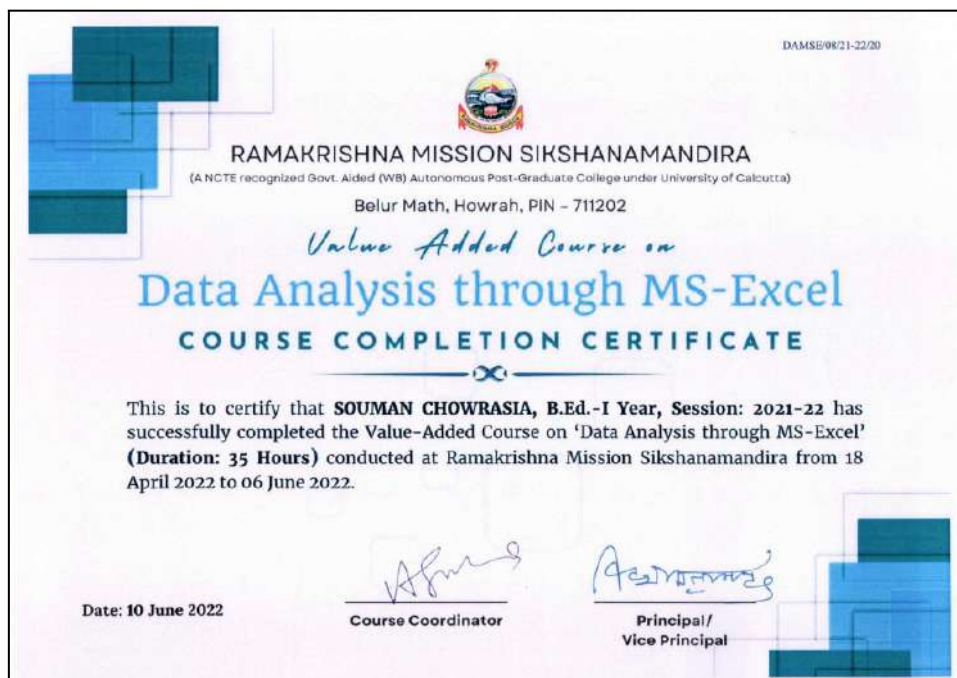 DAMSE/08/21-22/20
RAMAKRISHNA MISSION SIKSHANAMANDIRA
(A NCTE recognized Govt. Aided (WB) Autonomous Post-Graduate College under University of Calcutta)
Belur Math, Howrah, PIN - 711202
Value Added Course on
Data Analysis through MS-Excel
COURSE COMPLETION CERTIFICATE
This is to certify that SOUMAN CHOWRASIA, B.Ed.-I Year, Session: 2021-22 has
successfully completed the Value-Added Course on ‘Data Analysis through MS-Excel’
(Duration: 35 Hours) conducted at Ramakrishna Mission Sikshanamandira from 18
April 2022 to 06 June 2022.
Date: 10 June 2022
Course Coordinator
Principal/
Vice Principal